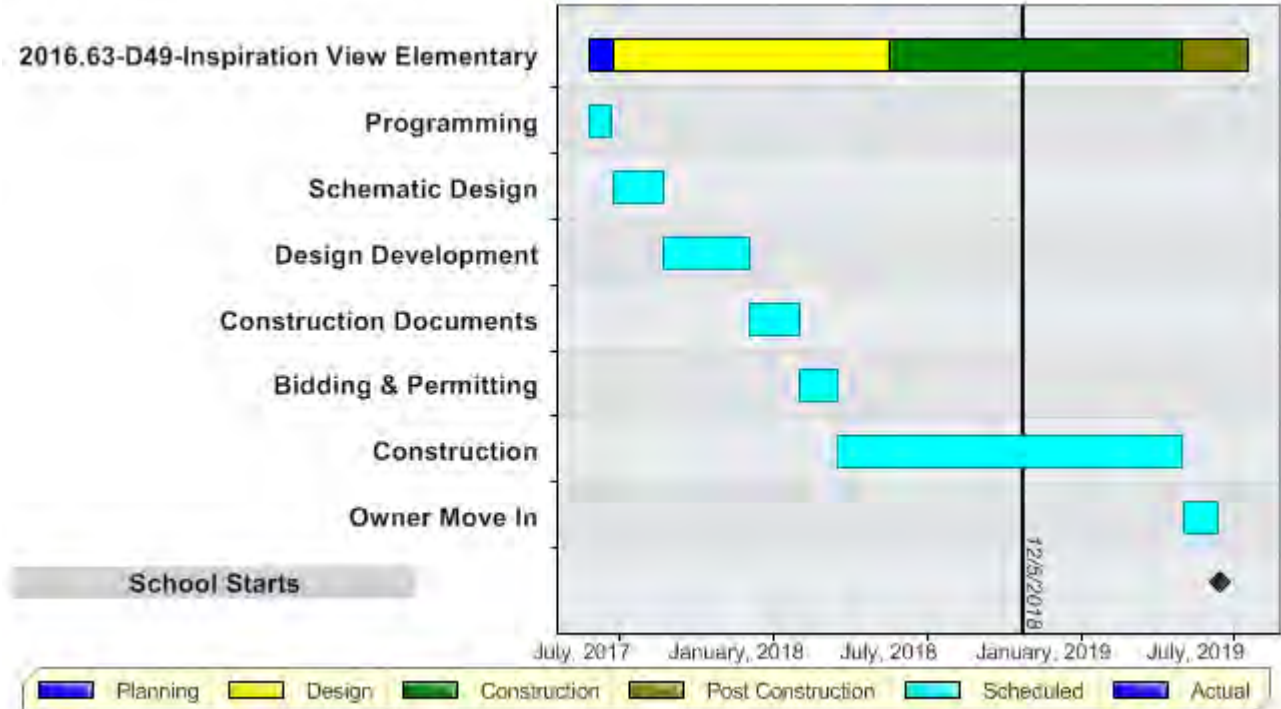 2016.63-D49-Inspiration View Elementary
Programming
Schematic Design
Design Development
Construction Documents
Bidding & Permitting
Construction
Owner Move In
School Starts
12/5/2018
July, 2017 January, 2018 July, 2018 January, 2019 July, 2019
Planning Design Construction Post Construction Scheduled Actual